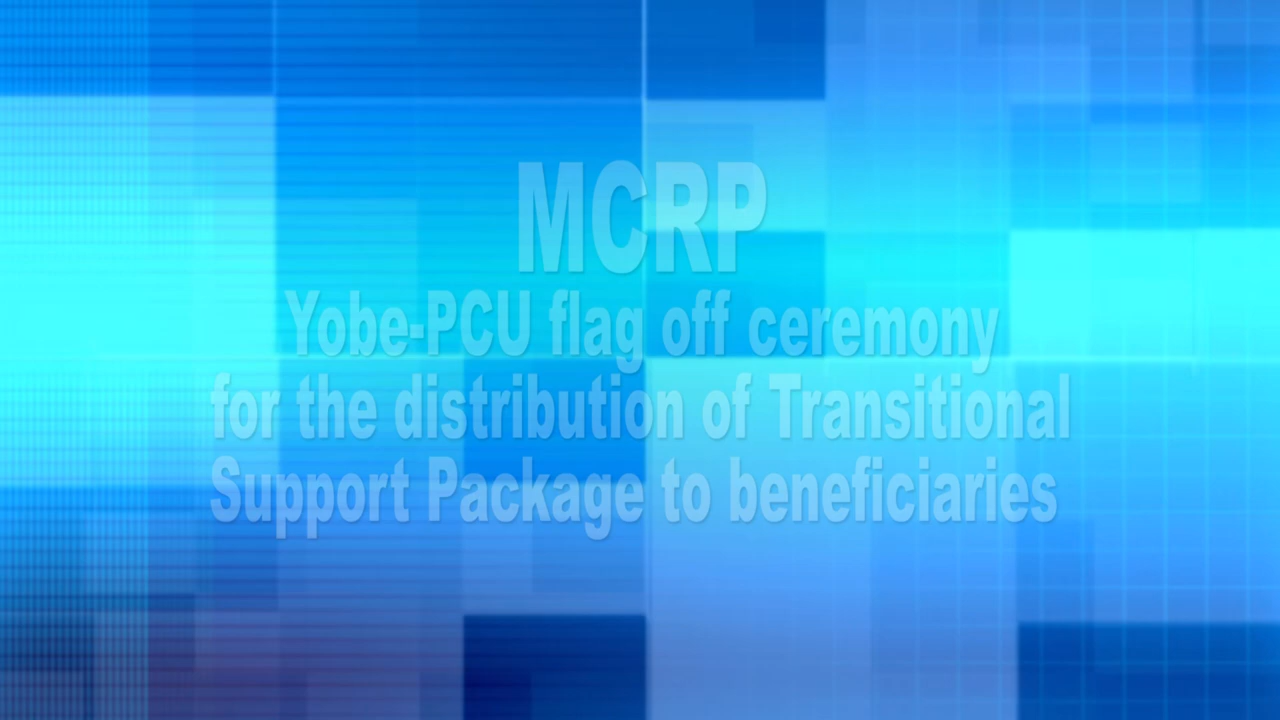 MCRP
Yobe-PCU flag off ceremony
for the distribution of Transitional
Support Package to beneficiaries